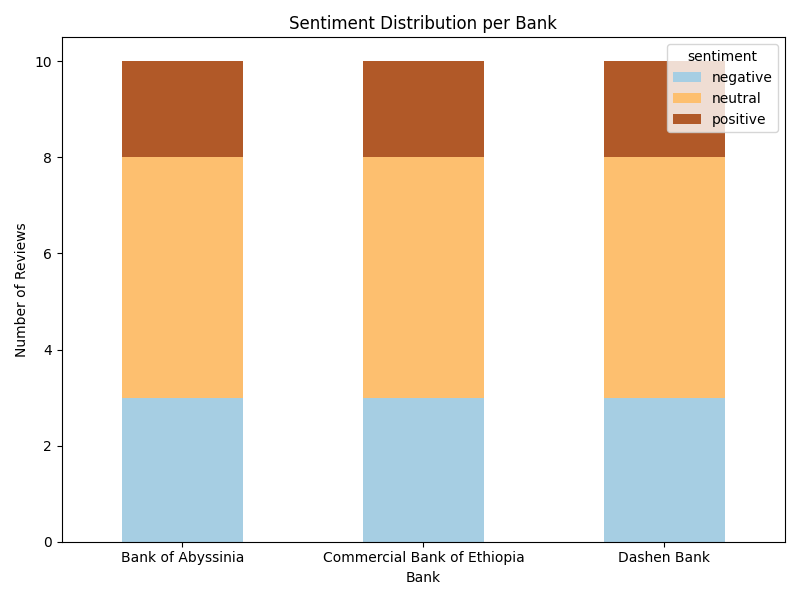 Sentiment Distribution per Bank
sentiment
negative
neutral
positive
Number of Reviews
10
8
6
4
2
0
Bank of Abyssinia
Commercial Bank of Ethiopia
Dashen Bank
Bank